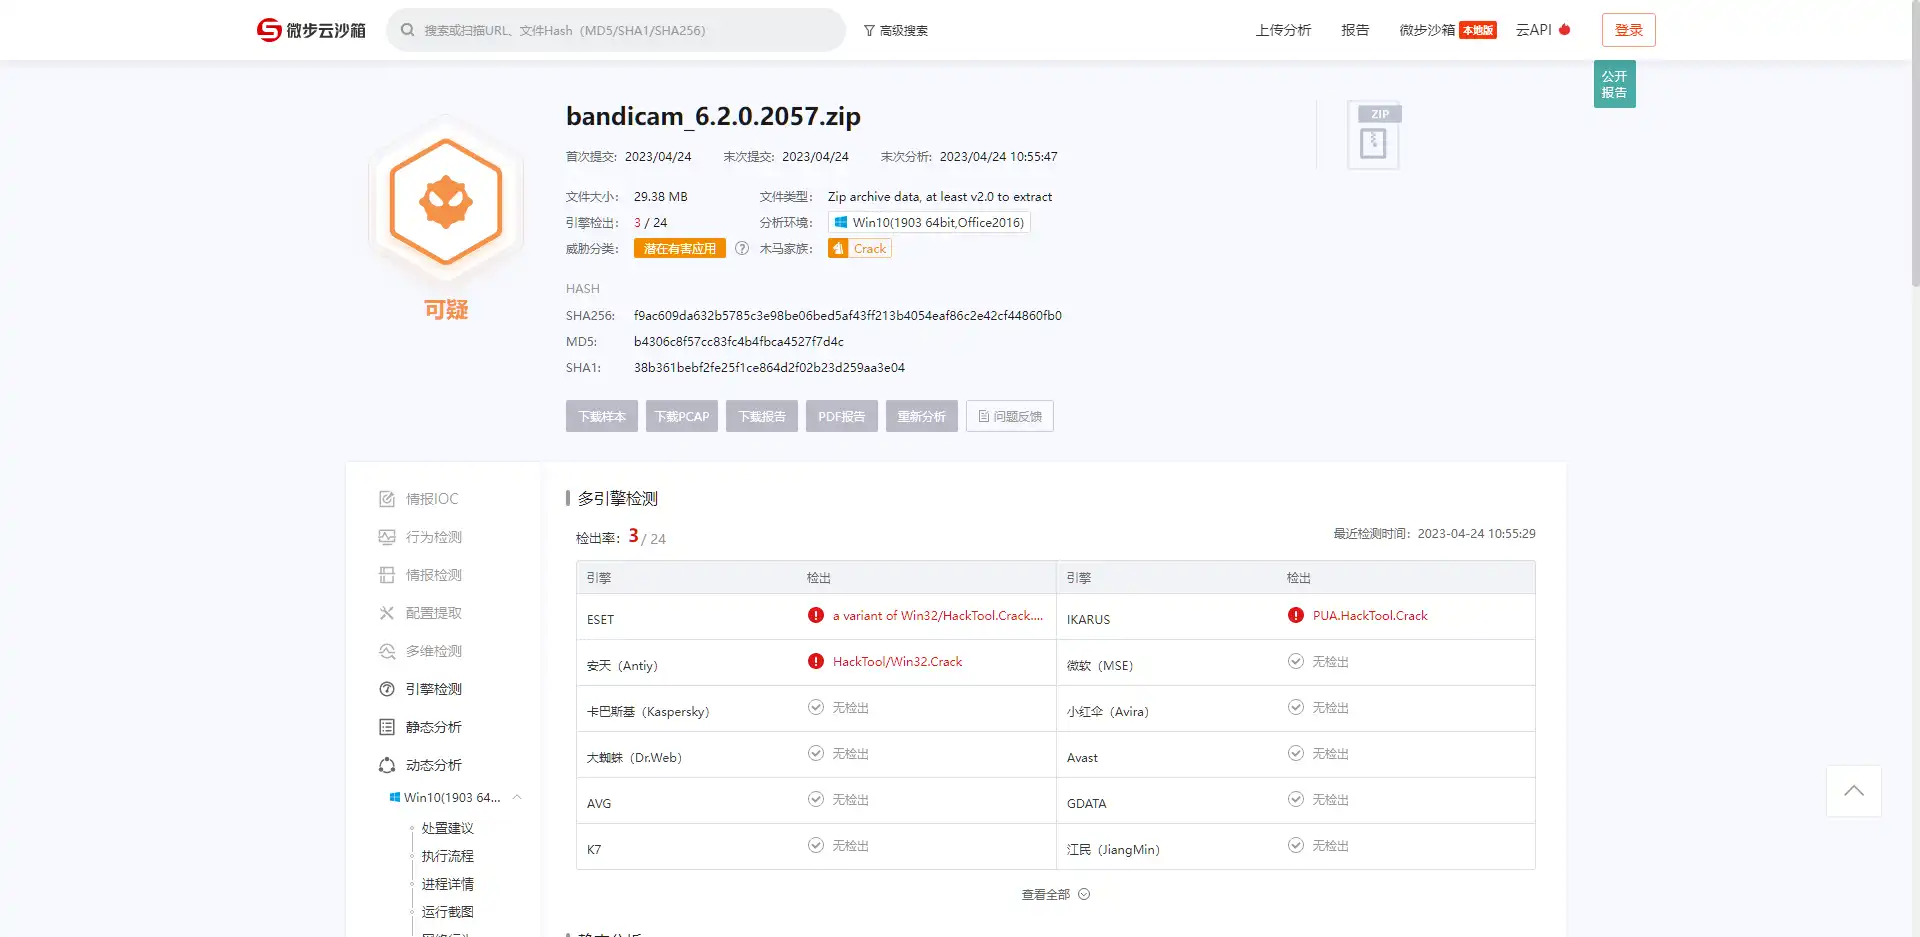 微步云沙箱 搜索或扫描URL、文件Hash（MD5/SHA1/SHA256） 高级搜索 上传分析 报告 微步沙箱 本地版 云API 登录
公开
报告
bandicam_6.2.0.2057.zip
ZIP
首次提交: 2023/04/24 末次提交: 2023/04/24 末次分析: 2023/04/24 10:55:47
文件大小: 29.38 MB 文件类型: Zip archive data, at least v2.0 to extract
引擎检出: 3 / 24 分析环境: Win10(1903 64bit,Office2016)
威胁分类: 潜在有害应用 ? 木马家族: Crack
可疑
HASH
SHA256: f9ac609da632b5785c3e98be06bed5af43ff213b4054eaf86c2e42cf44860fb0
MD5: b4306c8f57cc83fc4b4fbca4527f7d4c
SHA1: 38b361bebf2fe25f1ce864d2f02b23d259aa3e04
下载样本 下载PCAP 下载报告 PDF报告 重新分析 问题反馈
情报IOC
行为检测
情报检测
配置提取
多维检测
引擎检测
静态分析
动态分析
Win10(1903 64...
处置建议
执行流程
进程详情
运行截图
多引擎检测
检出率: 3 / 24 最近检测时间: 2023-04-24 10:55:29
引擎 检出 引擎 检出
ESET a variant of Win32/HackTool.Crack.... IKARUS PUA.HackTool.Crack
安天（Antiy） HackTool/Win32.Crack 微软（MSE） 无检出
卡巴斯基（Kaspersky） 无检出 小红伞（Avira） 无检出
大蜘蛛（Dr.Web） 无检出 Avast 无检出
AVG 无检出 GDATA 无检出
K7 无检出 江民（JiangMin） 无检出
查看全部